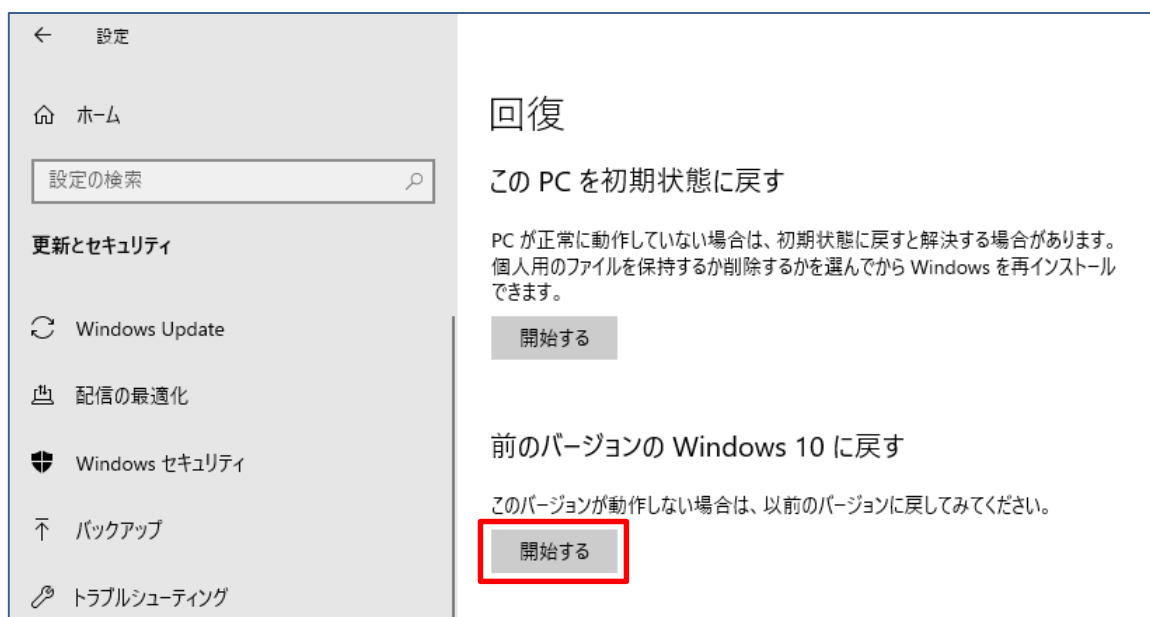 設定
ホーム
設定の検索
更新とセキュリティ
Windows Update
配信の最適化
Windows セキュリティ
バックアップ
トラブルシューティング
回復
この PC を初期状態に戻す
PC が正常に動作していない場合は、初期状態に戻すと解決する場合があります。
個人用のファイルを保持するか削除するかを選んでから Windows を再インストール
できます。
開始する
前のバージョンの Windows 10 に戻す
このバージョンが動作しない場合は、以前のバージョンに戻してみてください。
開始する